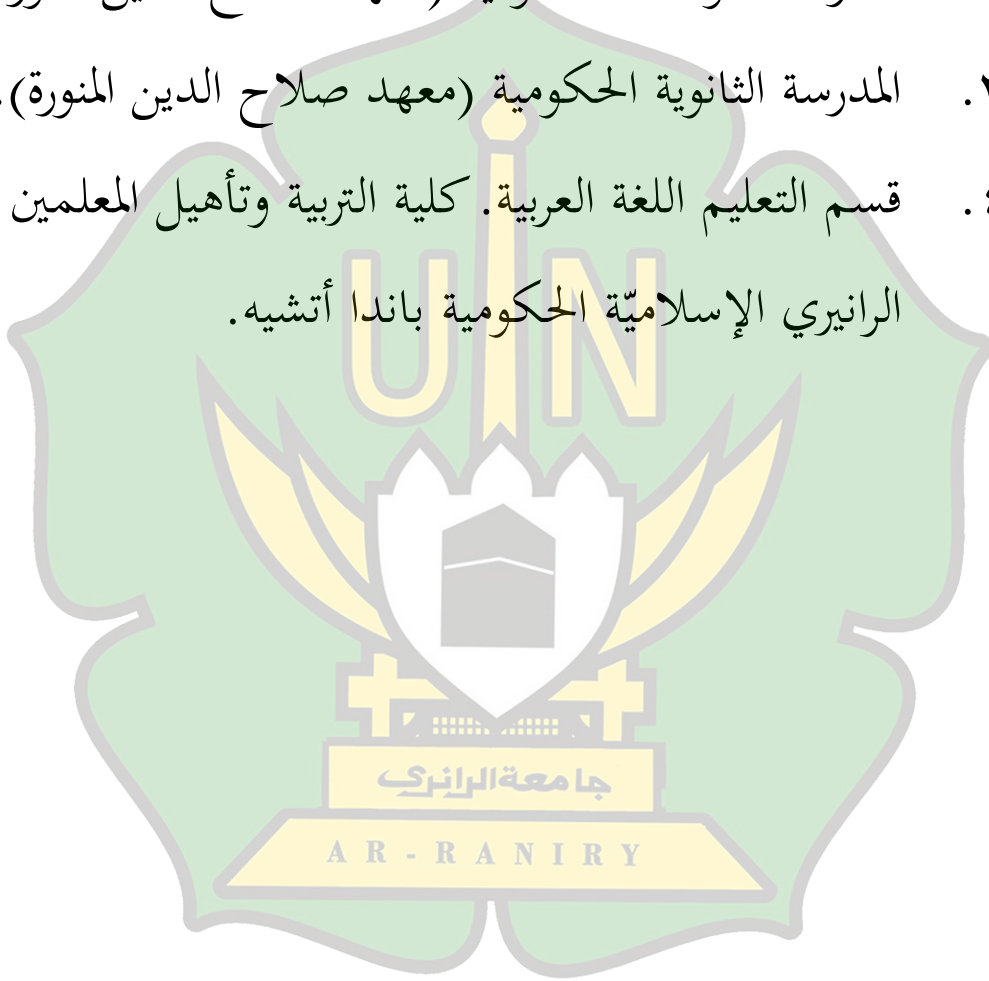 المدرسة الثانوية الحكومية (معهد صلاح الدين المنورة).
قسم التعليم اللغة العربية. كلية التربية وتأهيل المعلمين
الرانيري الإسلاميّة الحكومية باندا أتشيه.
UIN
جامعة الرانري
AR-RANIRY